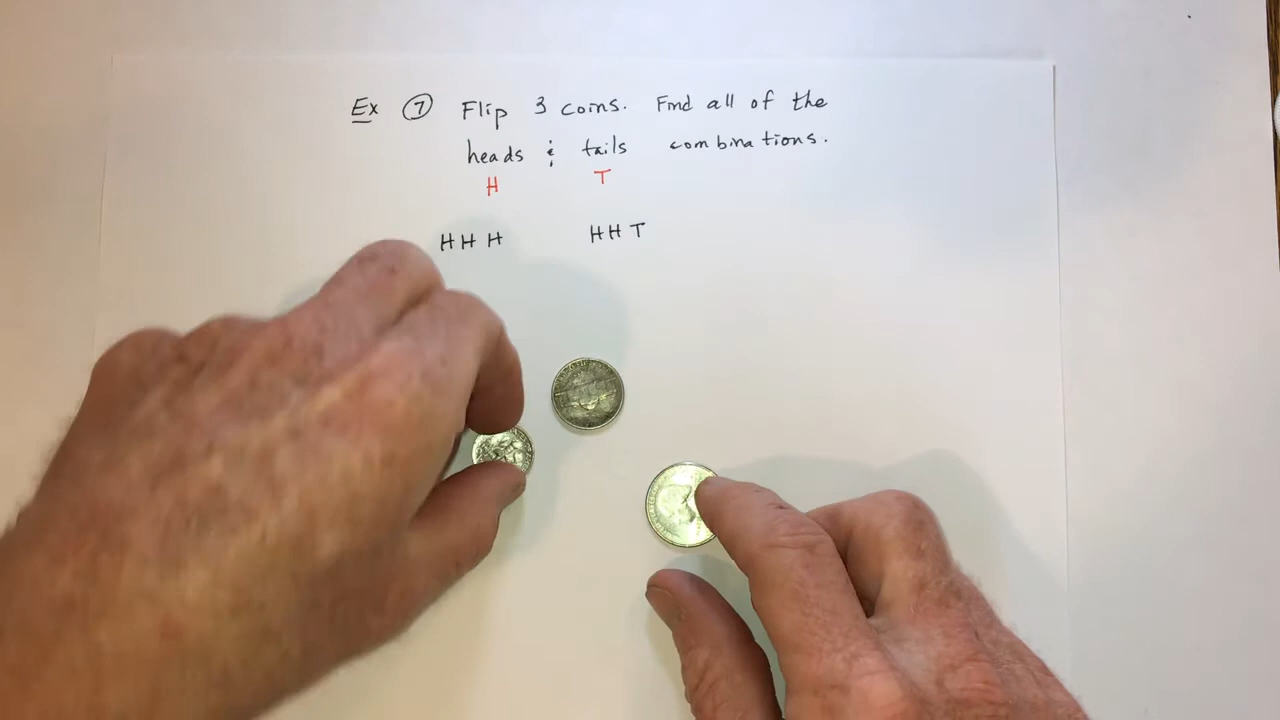 Ex ⑦ Flip 3 coins. Find all of the
heads & tails combinations.
H T
HHH HHT